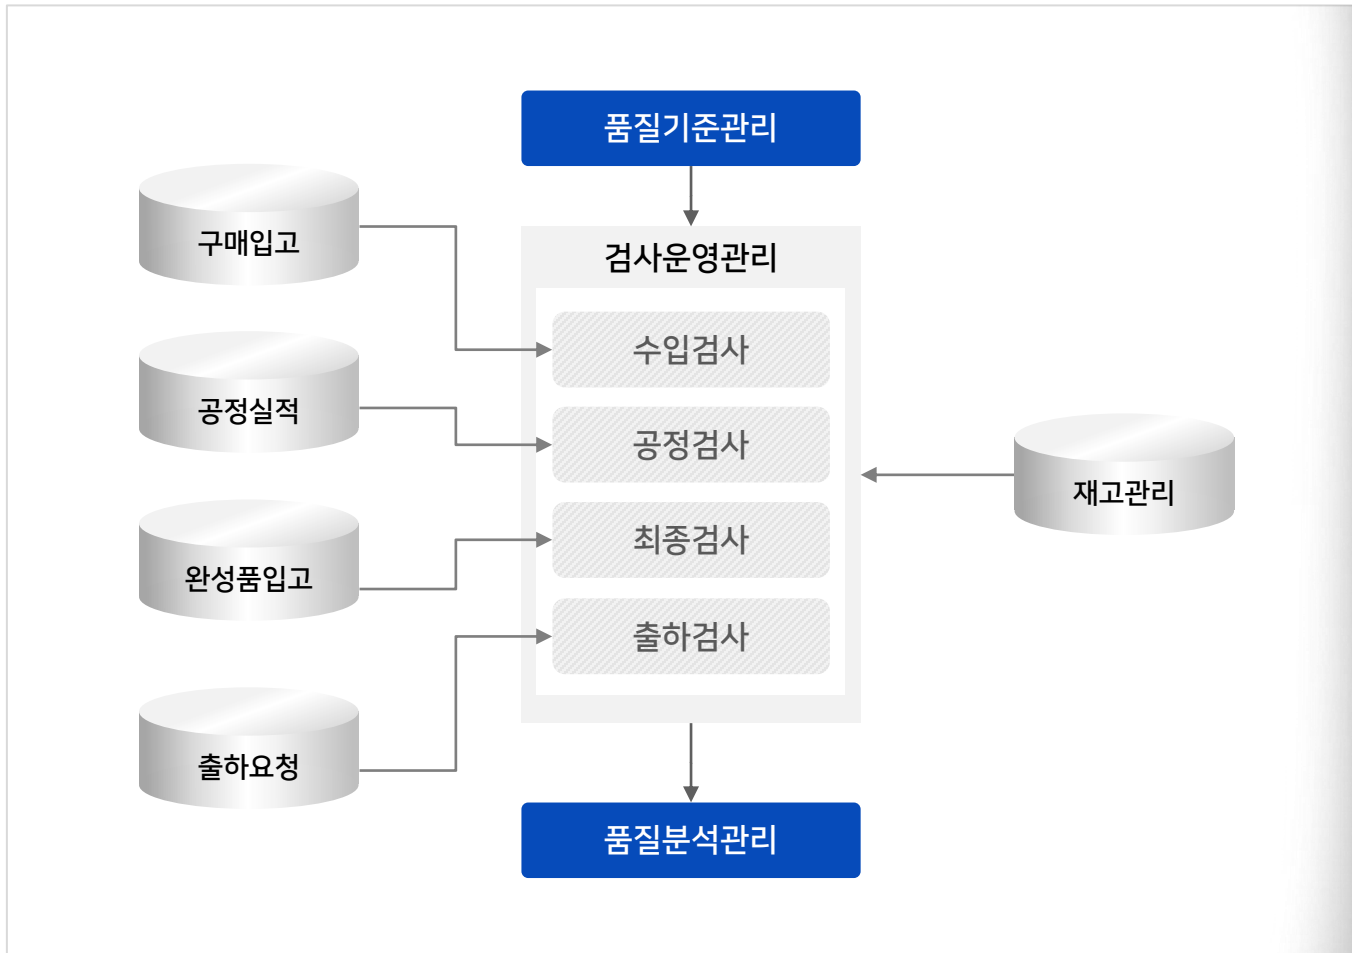 품질기준관리
구매입고
검사운영관리
수입검사
공정실적
공정검사
재고관리
최종검사
완성품입고
출하검사
출하요청
품질분석관리